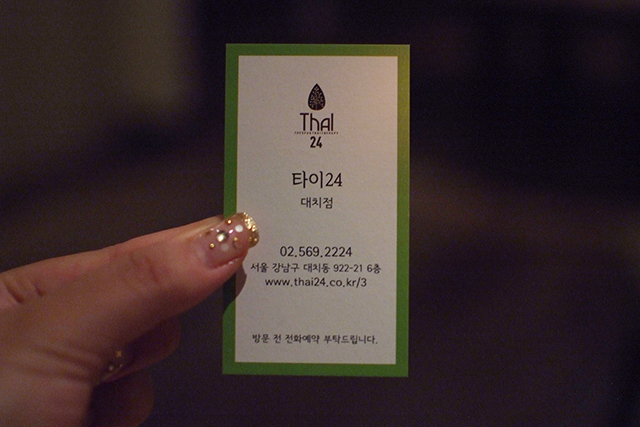 Thai
24
타이24
대치점
02.569.2224
서울 강남구 대치동 922-21 6층
www.thai24.co.kr/3
방문 전 전화예약 부탁드립니다.